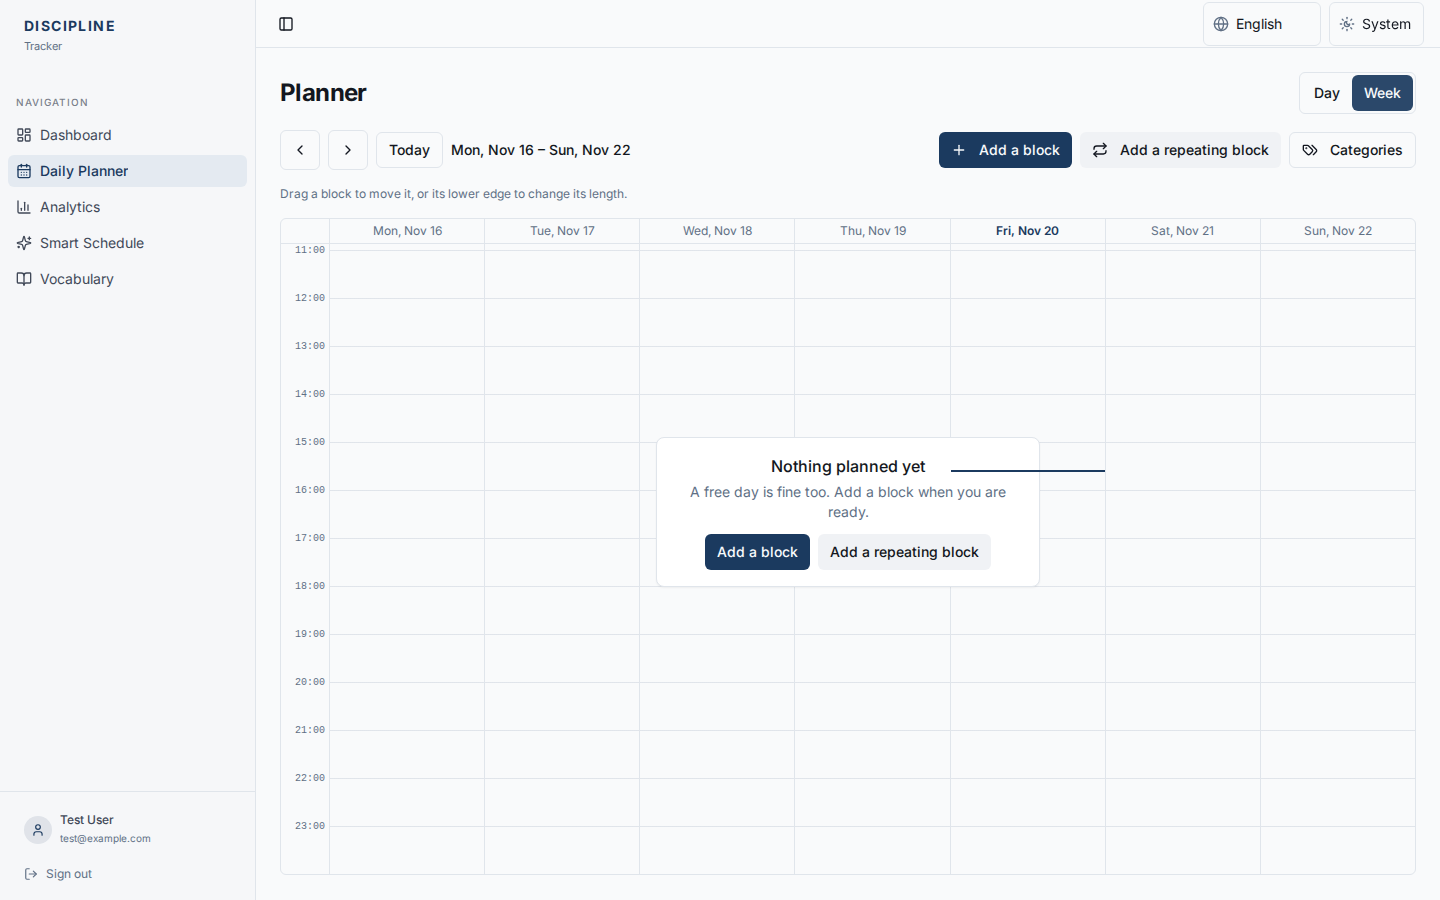 DISCIPLINE
Tracker
NAVIGATION
Dashboard
Daily Planner
Analytics
Smart Schedule
Vocabulary
Test User
test@example.com
Sign out
English
System
Planner
Day
Week
Today
Mon, Nov 16 – Sun, Nov 22
Add a block
Add a repeating block
Categories
Drag a block to move it, or its lower edge to change its length.
Mon, Nov 16
Tue, Nov 17
Wed, Nov 18
Thu, Nov 19
Fri, Nov 20
Sat, Nov 21
Sun, Nov 22
11:00
12:00
13:00
14:00
15:00
16:00
17:00
18:00
19:00
20:00
21:00
22:00
23:00
Nothing planned yet
A free day is fine too. Add a block when you are
ready.
Add a block
Add a repeating block